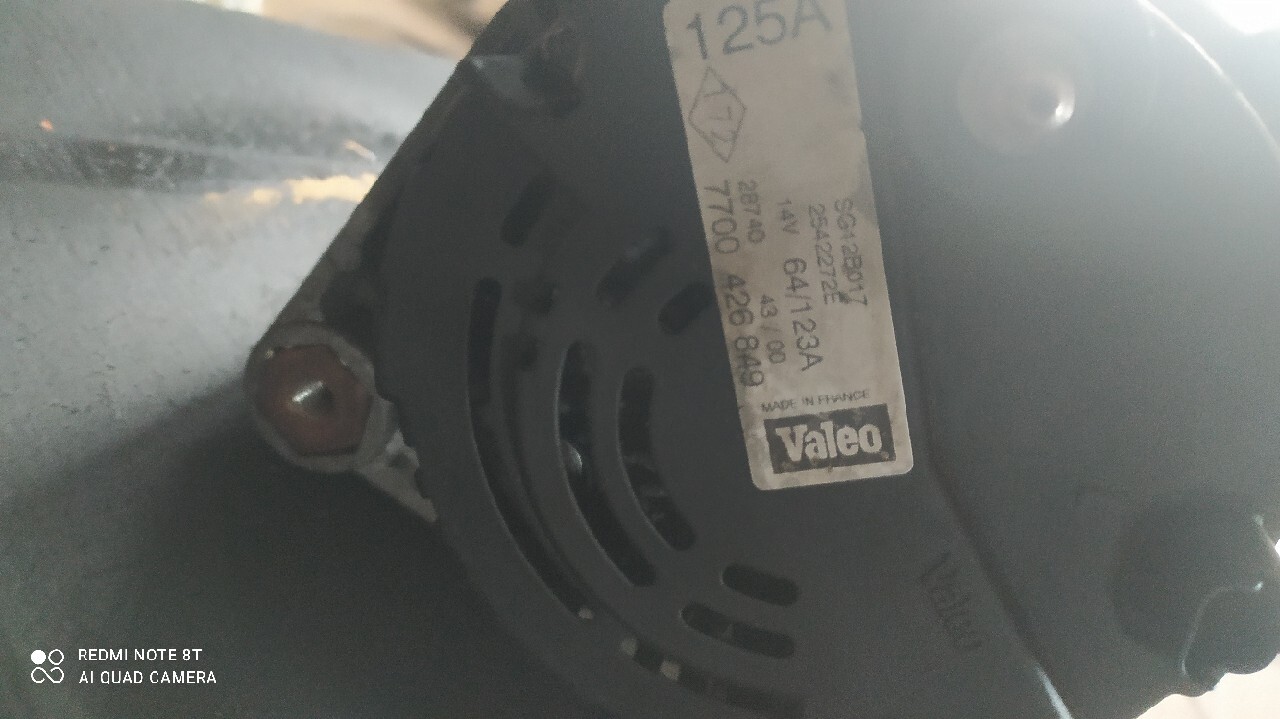 125A
SG12B017
2542272E
14V 64/123A
28740 43/00
7700 426 849
MADE IN FRANCE
Valeo
Valeo
REDMI NOTE 8T
AI QUAD CAMERA